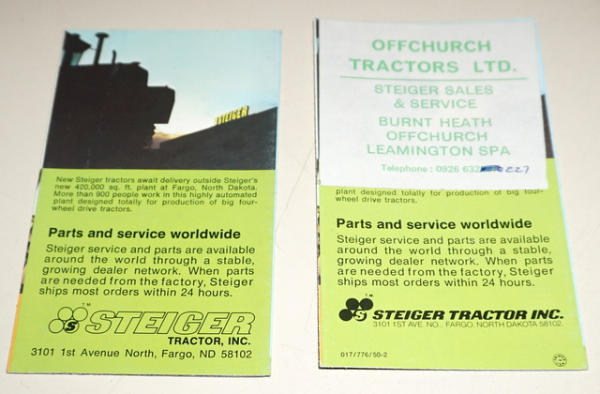 STEIGER
New Steiger tractors await delivery outside Steiger's
new 420,000 sq. ft. plant at Fargo, North Dakota.
More than 900 people work in this highly automated
plant designed totally for production of big four-
wheel drive tractors.
Parts and service worldwide
Steiger service and parts are available
around the world through a stable,
growing dealer network. When parts
are needed from the factory, Steiger
ships most orders within 24 hours.
TM
S STEIGER
TRACTOR, INC.
3101 1st Avenue North, Fargo, ND 58102
OFFCHURCH
TRACTORS LTD.
STEIGER SALES
& SERVICE
BURNT HEATH
OFFCHURCH
LEAMINGTON SPA
Telephone : 0926 632 227
plant designed totally for production of big four-
wheel drive tractors.
Parts and service worldwide
Steiger service and parts are available
around the world through a stable,
growing dealer network. When parts
are needed from the factory, Steiger
ships most orders within 24 hours.
TM
S STEIGER TRACTOR INC.
3101 1ST AVE. NO., FARGO, NORTH DAKOTA 58102
017/776/50-2